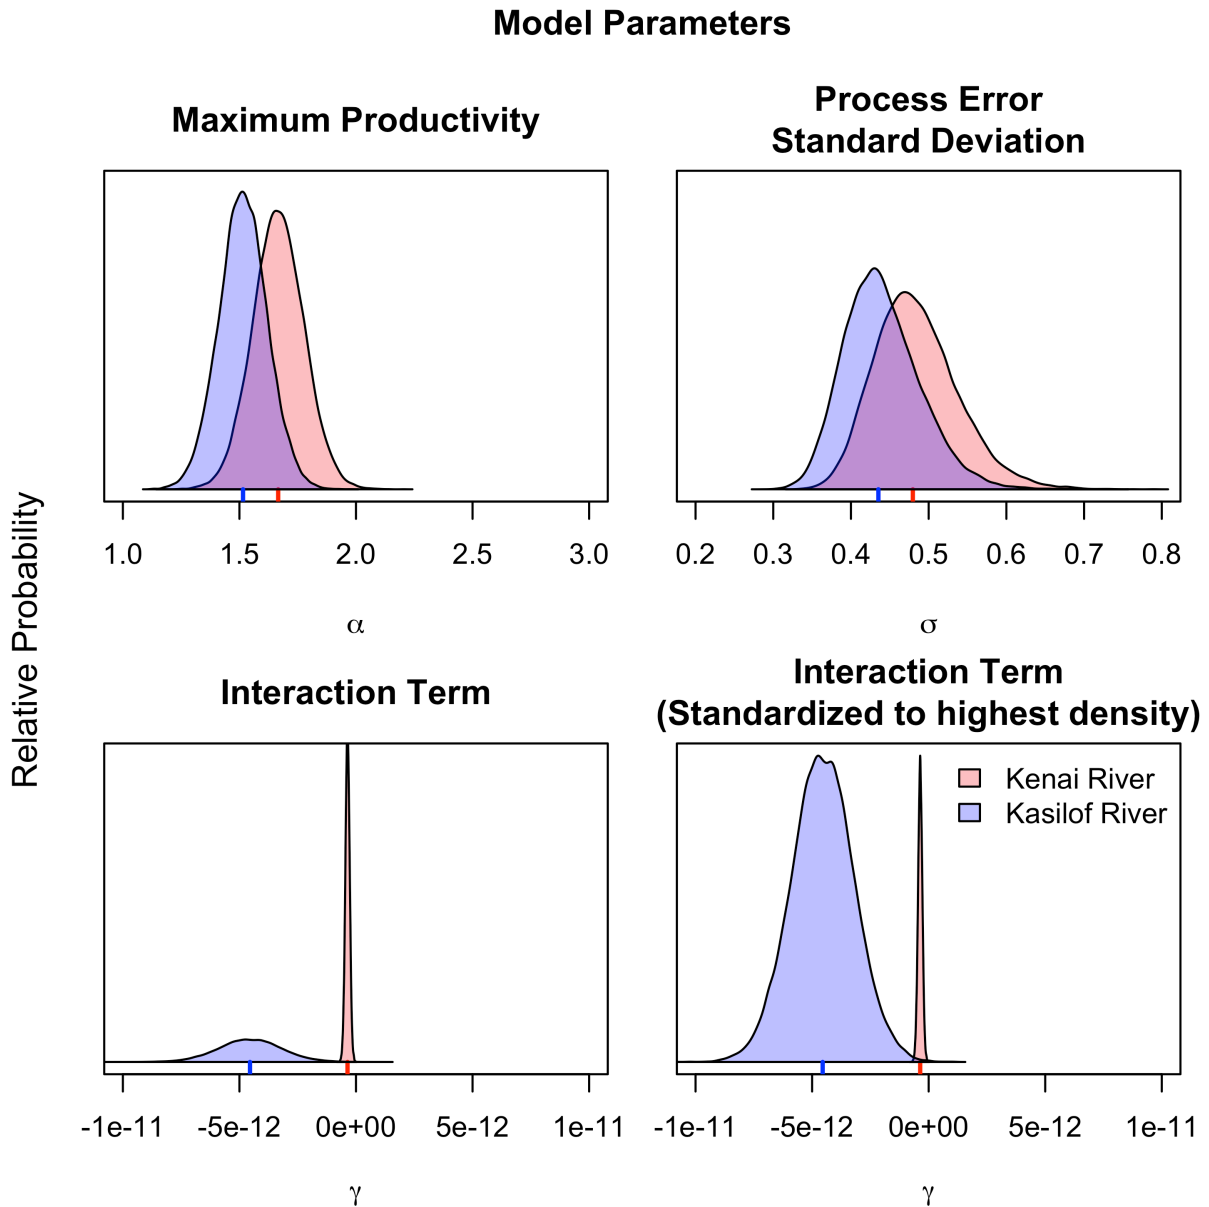 Model Parameters
Maximum Productivity
Process Error
Standard Deviation
1.0 1.5 2.0 2.5 3.0
0.2 0.3 0.4 0.5 0.6 0.7 0.8
α
σ
Relative Probability
Interaction Term
Interaction Term
(Standardized to highest density)
Kenai River
Kasilof River
-1e-11 -5e-12 0e+00 5e-12 1e-11
-1e-11 -5e-12 0e+00 5e-12 1e-11
γ
γ